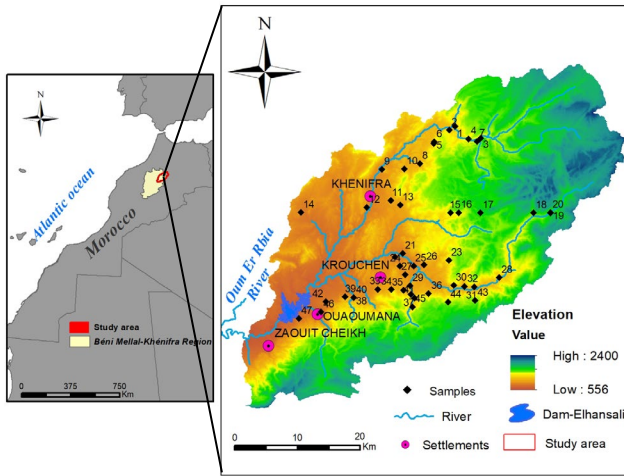 N
Atlantic ocean
Morocco
Study area
Béni Mellal-Khénifra Region
0 375 750
Km
N
2
6 1 4 7
5 3
8
9 10
KHENIFRA
11
12 13
14
15 16 17 18 20
19
21
KROUCHEN 25 26 23
27
28
29
39 40 36 30 32
38 31 43
42 44
45
37
47 OUAOUMANA
ZAOUIT CHEIKH
Oum Er Rbia
River
Elevation
Value
High : 2400
Low : 556
Samples
River
Settlements
Dam-Elhansali
Study area
0 10 20
Km